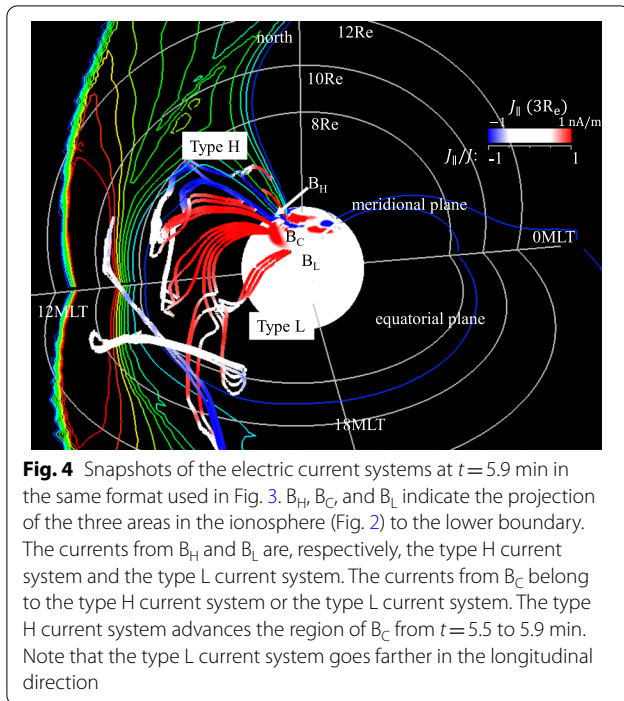 north
12Re
10Re
8Re
J∥ (3Re)
−1
1 nA/m
J∥/J:
-1
1
Type H
BH
meridional plane
0MLT
BC
BL
12MLT
equatorial plane
Type L
18MLT
Fig. 4 Snapshots of the electric current systems at t=5.9 min in
the same format used in Fig. 3. BH, BC, and BL indicate the projection
of the three areas in the ionosphere (Fig. 2) to the lower boundary.
The currents from BH and BL are, respectively, the type H current
system and the type L current system. The currents from BC belong
to the type H current system or the type L current system. The type
H current system advances the region of BC from t=5.5 to 5.9 min.
Note that the type L current system goes farther in the longitudinal
direction